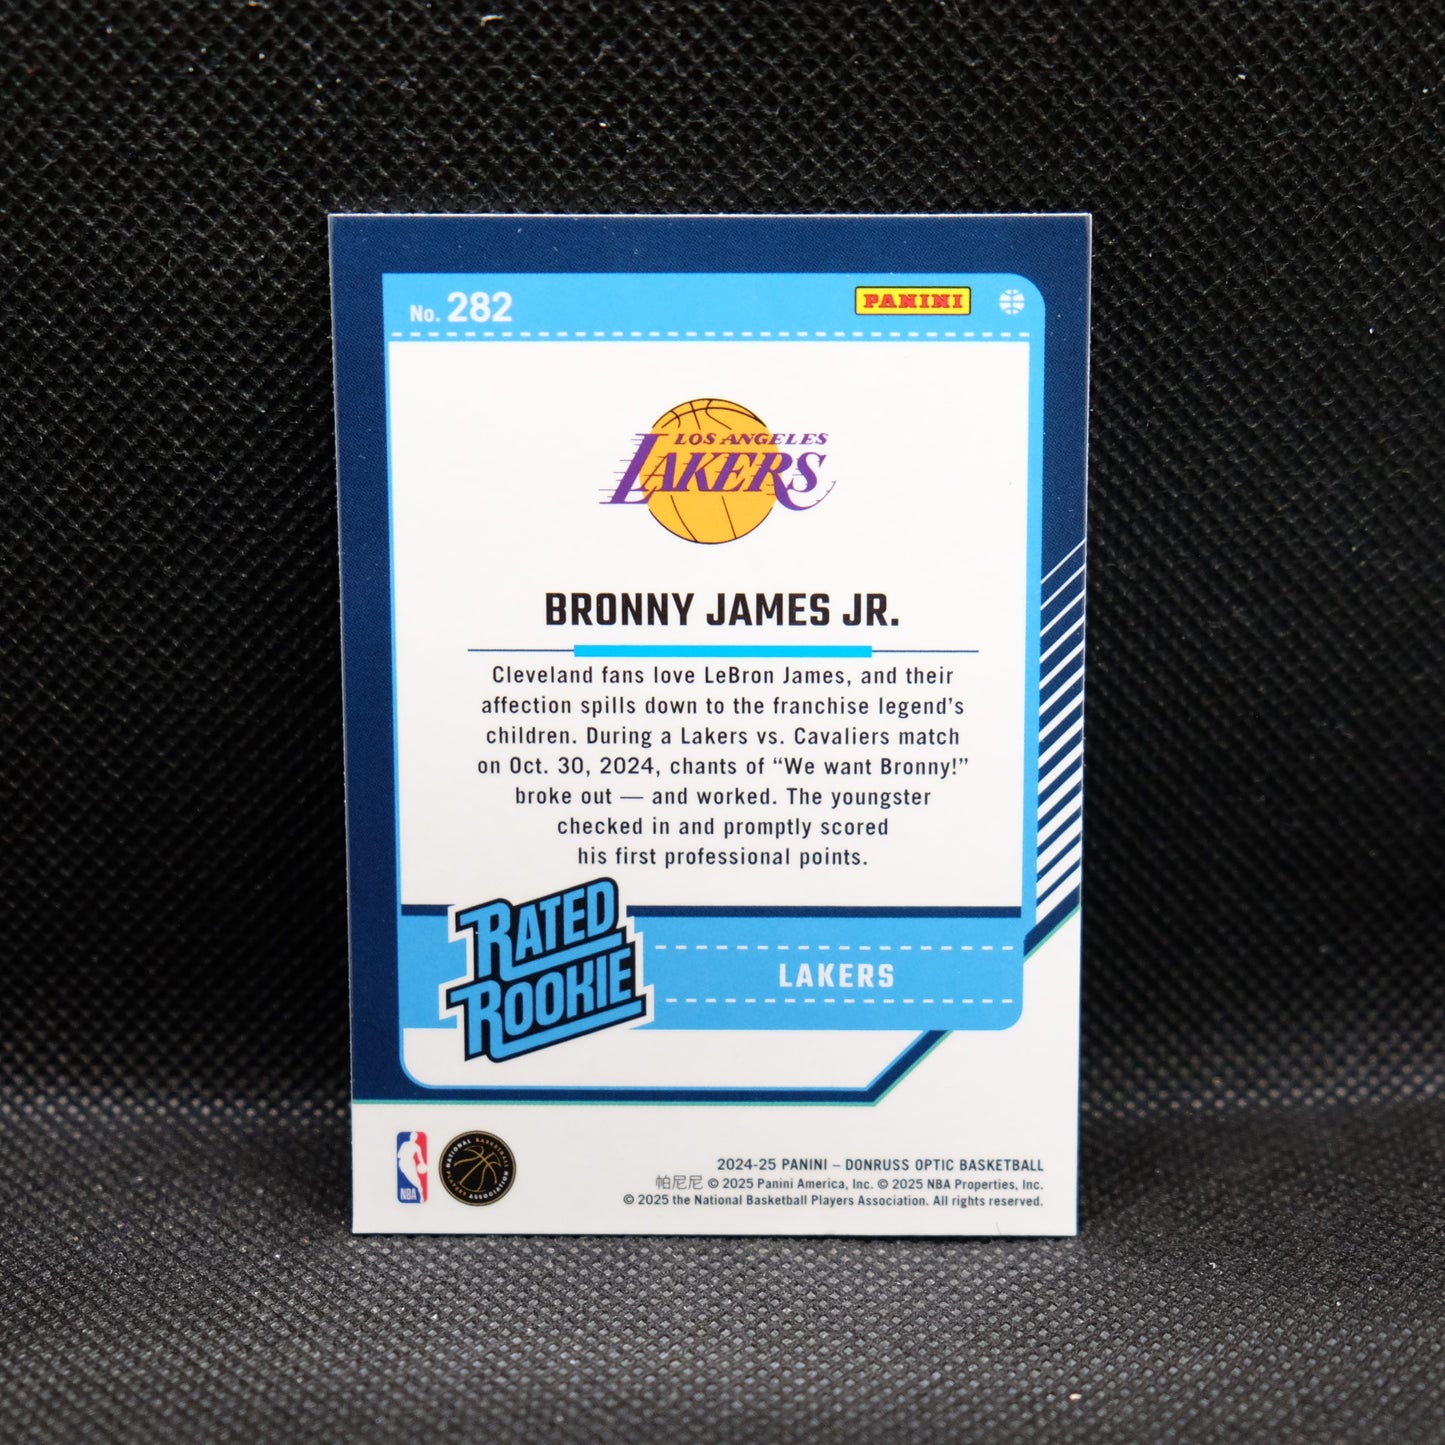 No. 282
PANINI
LOS ANGELES
LAKERS
BRONNY JAMES JR.
Cleveland fans love LeBron James, and their
affection spills down to the franchise legend’s
children. During a Lakers vs. Cavaliers match
on Oct. 30, 2024, chants of “We want Bronny!”
broke out — and worked. The youngster
checked in and promptly scored
his first professional points.
RATED
ROOKIE
LAKERS
NBA
NATIONAL BASKETBALL
PLAYERS ASSOCIATION
2024-25 PANINI – DONRUSS OPTIC BASKETBALL
帕尼尼 © 2025 Panini America, Inc. © 2025 NBA Properties, Inc.
© 2025 the National Basketball Players Association. All rights reserved.